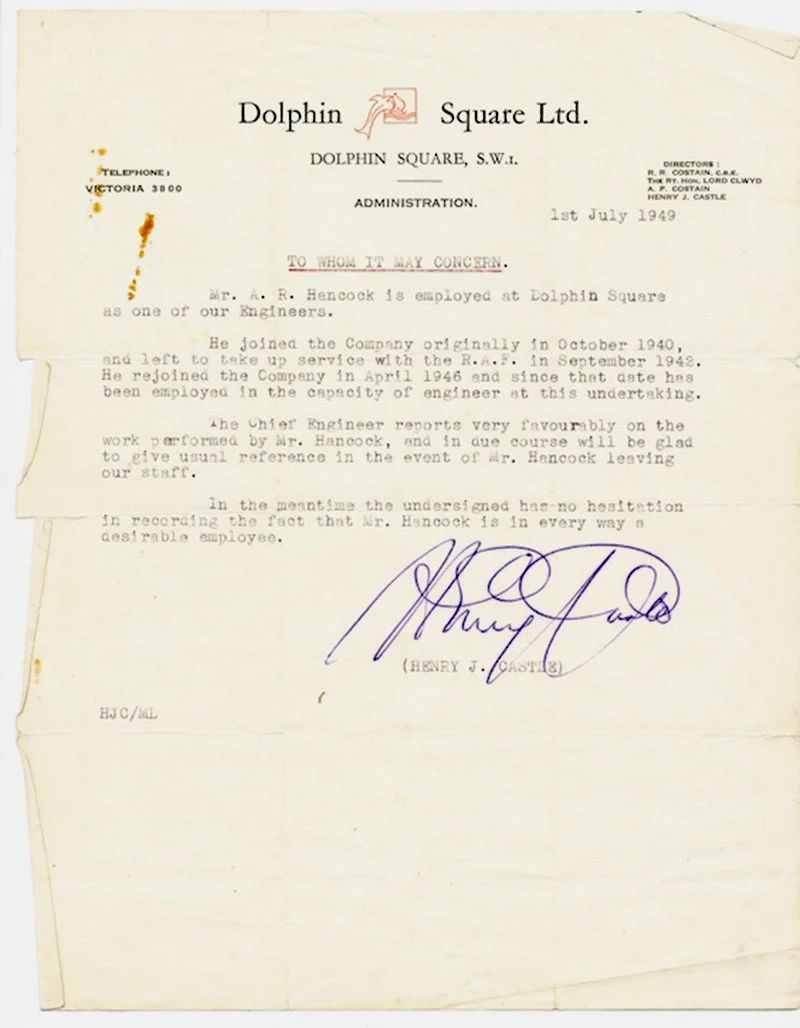 Dolphin Square Ltd.
DOLPHIN SQUARE, S.W.1.
TELEPHONE:
VICTORIA 3800
ADMINISTRATION.
DIRECTORS:
R. R. COSTAIN, C.B.E.
THE RT. HON. LORD CLWYD
A. P. COSTAIN
HENRY J. CASTLE
1st July 1949
TO WHOM IT MAY CONCERN.
Mr. A. R. Hancock is employed at Dolphin Square
as one of our Engineers.
He joined the Company originally in October 1940,
and left to take up service with the R.A.F. in September 1942.
He rejoined the Company in April 1946 and since that date has
been employed in the capacity of engineer at this undertaking.
The Chief Engineer reports very favourably on the
work performed by Mr. Hancock, and in due course will be glad
to give usual reference in the event of Mr. Hancock leaving
our staff.
In the meantime the undersigned has no hesitation
in recording the fact that Mr. Hancock is in every way a
desirable employee.
Henry J. Castle
(HENRY J. CASTLE)
HJC/ML